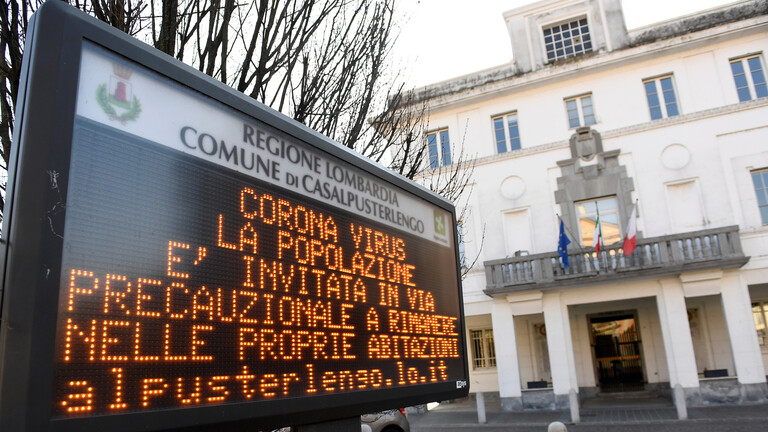 REGIONE LOMBARDIA
COMUNE DI CASALPUSTERLENGO
CORONA VIRUS
LA POPOLAZIONE
E' INVITATA IN VIA
PRECAUZIONALE A RIMANERE
NELLE PROPRIE ABITAZIONI
alpusterlengo.lo.it